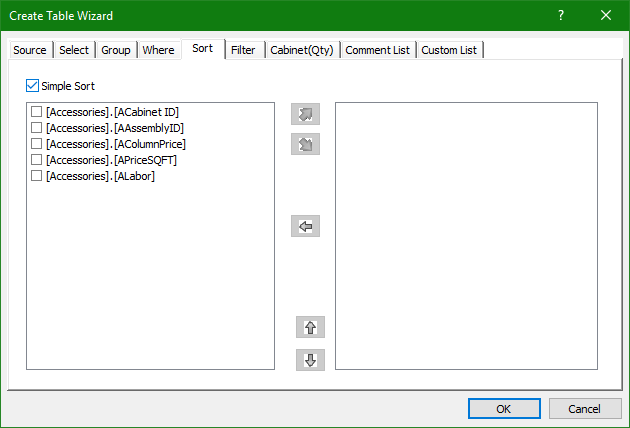 Create Table Wizard ?
Source Select Group Where Sort Filter Cabinet(Qty) Comment List Custom List
Simple Sort
[Accessories].[ACabinet ID]
[Accessories].[AAssemblyID]
[Accessories].[AColumnPrice]
[Accessories].[APriceSQFT]
[Accessories].[ALabor]
OK Cancel